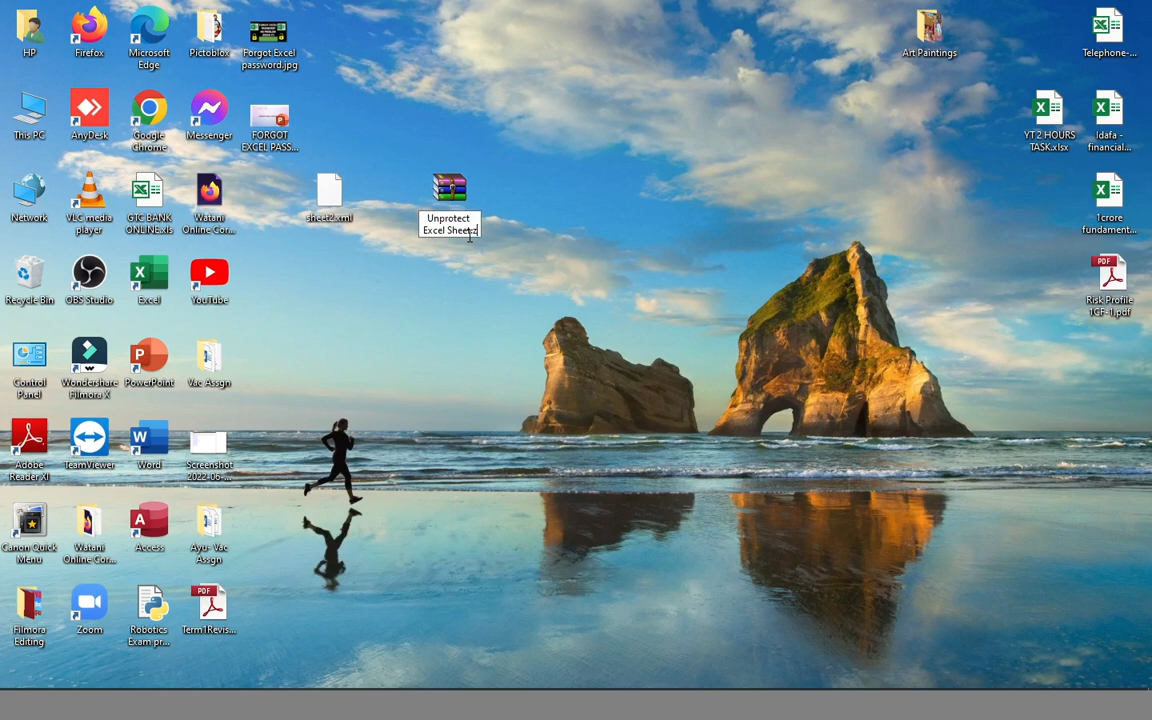 HP
Firefox
Microsoft
Edge
Pictoblox
Forgot Excel
password.jpg
Art Paintings
Telephone-...
This PC
AnyDesk
Google
Chrome
Messenger
FORGOT
EXCEL PASS...
YT 2 HOURS
TASK.xlsx
Idafa -
financial...
Network
VLC media
player
GTC BANK
ONLINE.xls
Watani
Online Cor...
sheet2.xml
Unprotect
1crore
fundament...
Recycle Bin
OBS Studio
Excel
YouTube
PDF
Risk Profile
1CF-1.pdf
Control
Panel
Wondershare
Filmora X
PowerPoint
Vac Assgn
Adobe
Reader XI
TeamViewer
Word
Screenshot
2022-06-...
Canon Quick
Menu
Watani
Online Cor...
Access
Ayu- Vac
Assgn
Filmora
Editing
Zoom
Robotics
Exam pr...
PDF
Term1Revis...